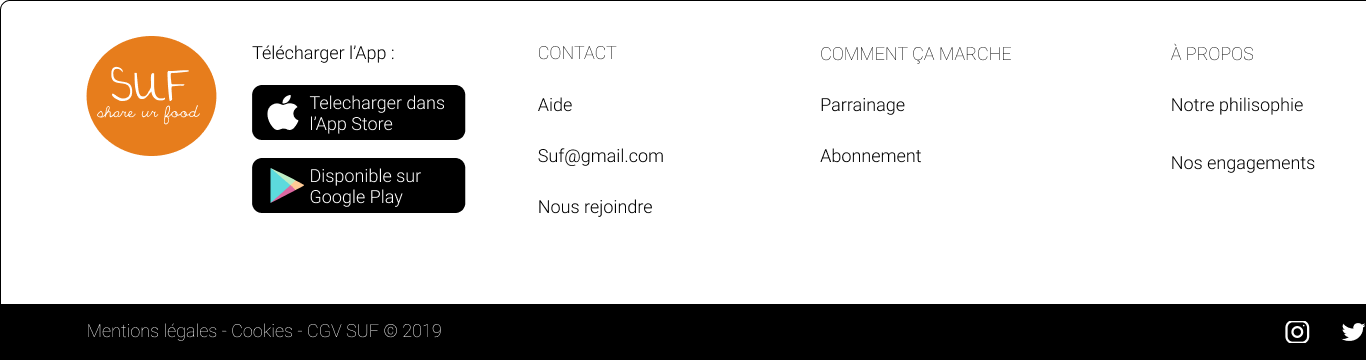 SUF
share ur food
Télécharger l'App :
Telecharger dans
l'App Store
Disponible sur
Google Play
CONTACT
Aide
Suf@gmail.com
Nous rejoindre
COMMENT ÇA MARCHE
Parrainage
Abonnement
À PROPOS
Notre philisophie
Nos engagements
Mentions légales - Cookies - CGV SUF © 2019